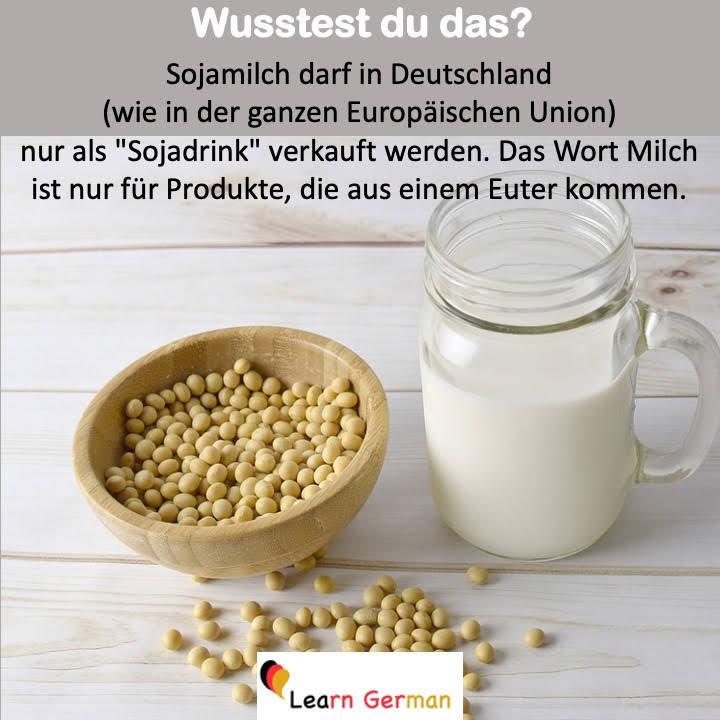 Wusstest du das?
Sojamilch darf in Deutschland
(wie in der ganzen Europäischen Union)
nur als "Sojadrink" verkauft werden. Das Wort Milch
ist nur für Produkte, die aus einem Euter kommen.
Learn German